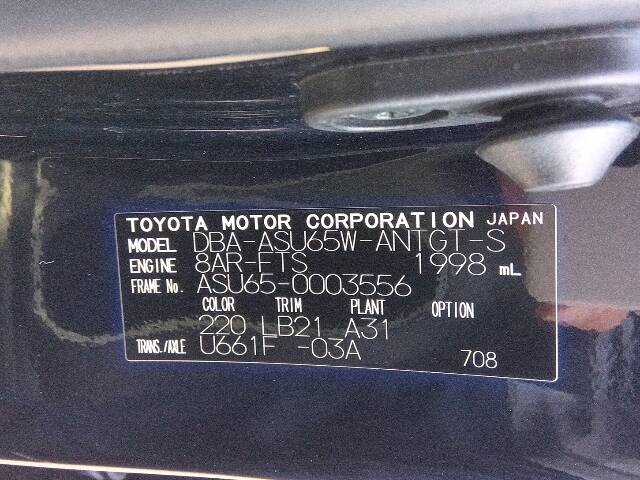 TOYOTA MOTOR CORPORATION JAPAN
MODEL DBA-ASU65W-ANTGT-S
ENGINE 8AR-FTS 1998 mL
FRAME No. ASU65-0003556
COLOR TRIM PLANT OPTION
220 LB21 A31
TRANS./AXLE U661F -03A 708